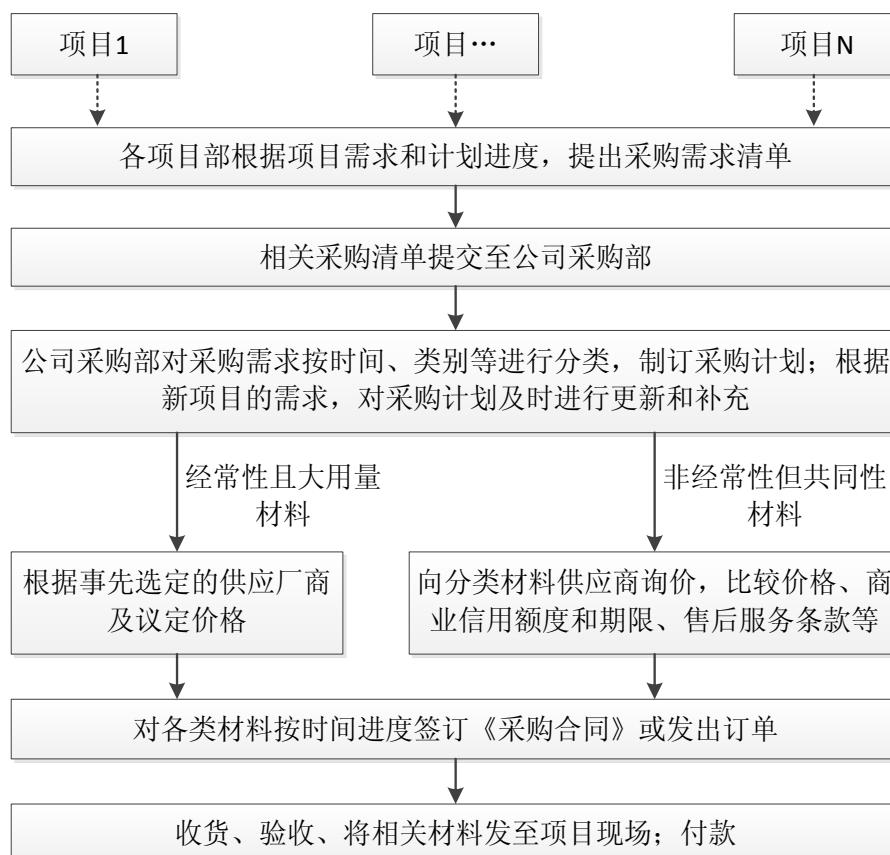 项目1
项目…
项目N
各项目部根据项目需求和计划进度，提出采购需求清单
相关采购清单提交至公司采购部
公司采购部对采购需求按时间、类别等进行分类，制订采购计划；根据
新项目的需求，对采购计划及时进行更新和补充
经常性且大用量
材料
非经常性但共同性
材料
根据事先选定的供应厂商
及议定价格
向分类材料供应商询价，比较价格、商
业信用额度和期限、售后服务条款等
对各类材料按时间进度签订《采购合同》或发出订单
收货、验收、将相关材料发至项目现场；付款